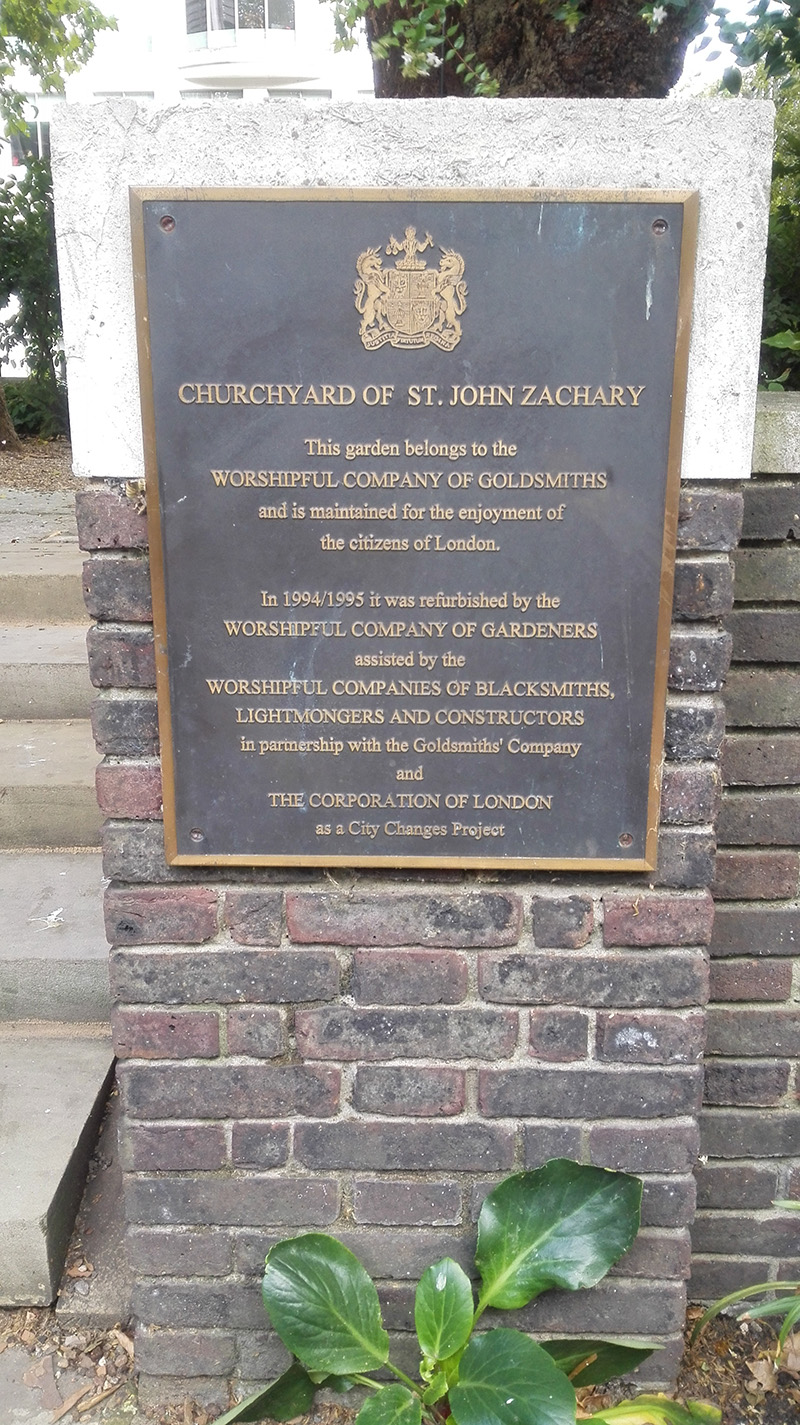 CHURCHYARD OF ST. JOHN ZACHARY
This garden belongs to the
WORSHIPFUL COMPANY OF GOLDSMITHS
and is maintained for the enjoyment of
the citizens of London.
In 1994/1995 it was refurbished by the
WORSHIPFUL COMPANY OF GARDENERS
assisted by the
WORSHIPFUL COMPANIES OF BLACKSMITHS,
LIGHTMONGERS AND CONSTRUCTORS
in partnership with the Goldsmiths' Company
and
THE CORPORATION OF LONDON
as a City Changes Project